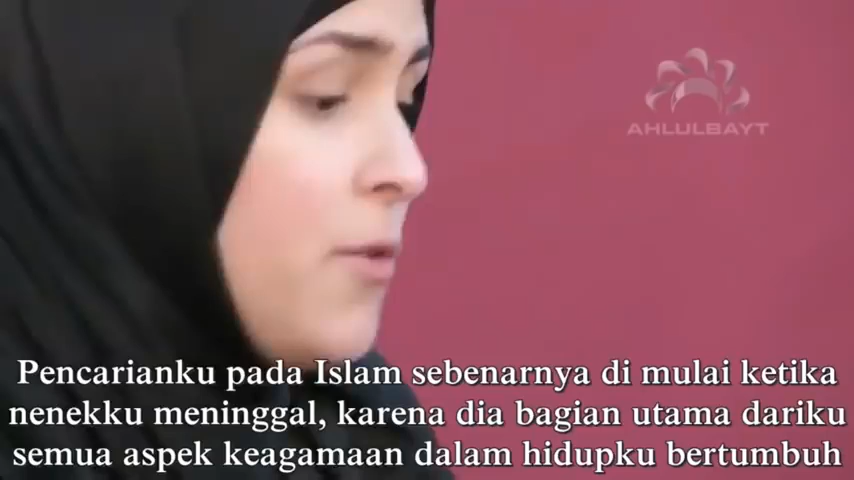 AHLULBAYT
Pencarianku pada Islam sebenarnya di mulai ketika
nenekku meninggal, karena dia bagian utama dariku
semua aspek keagamaan dalam hidupku bertumbuh